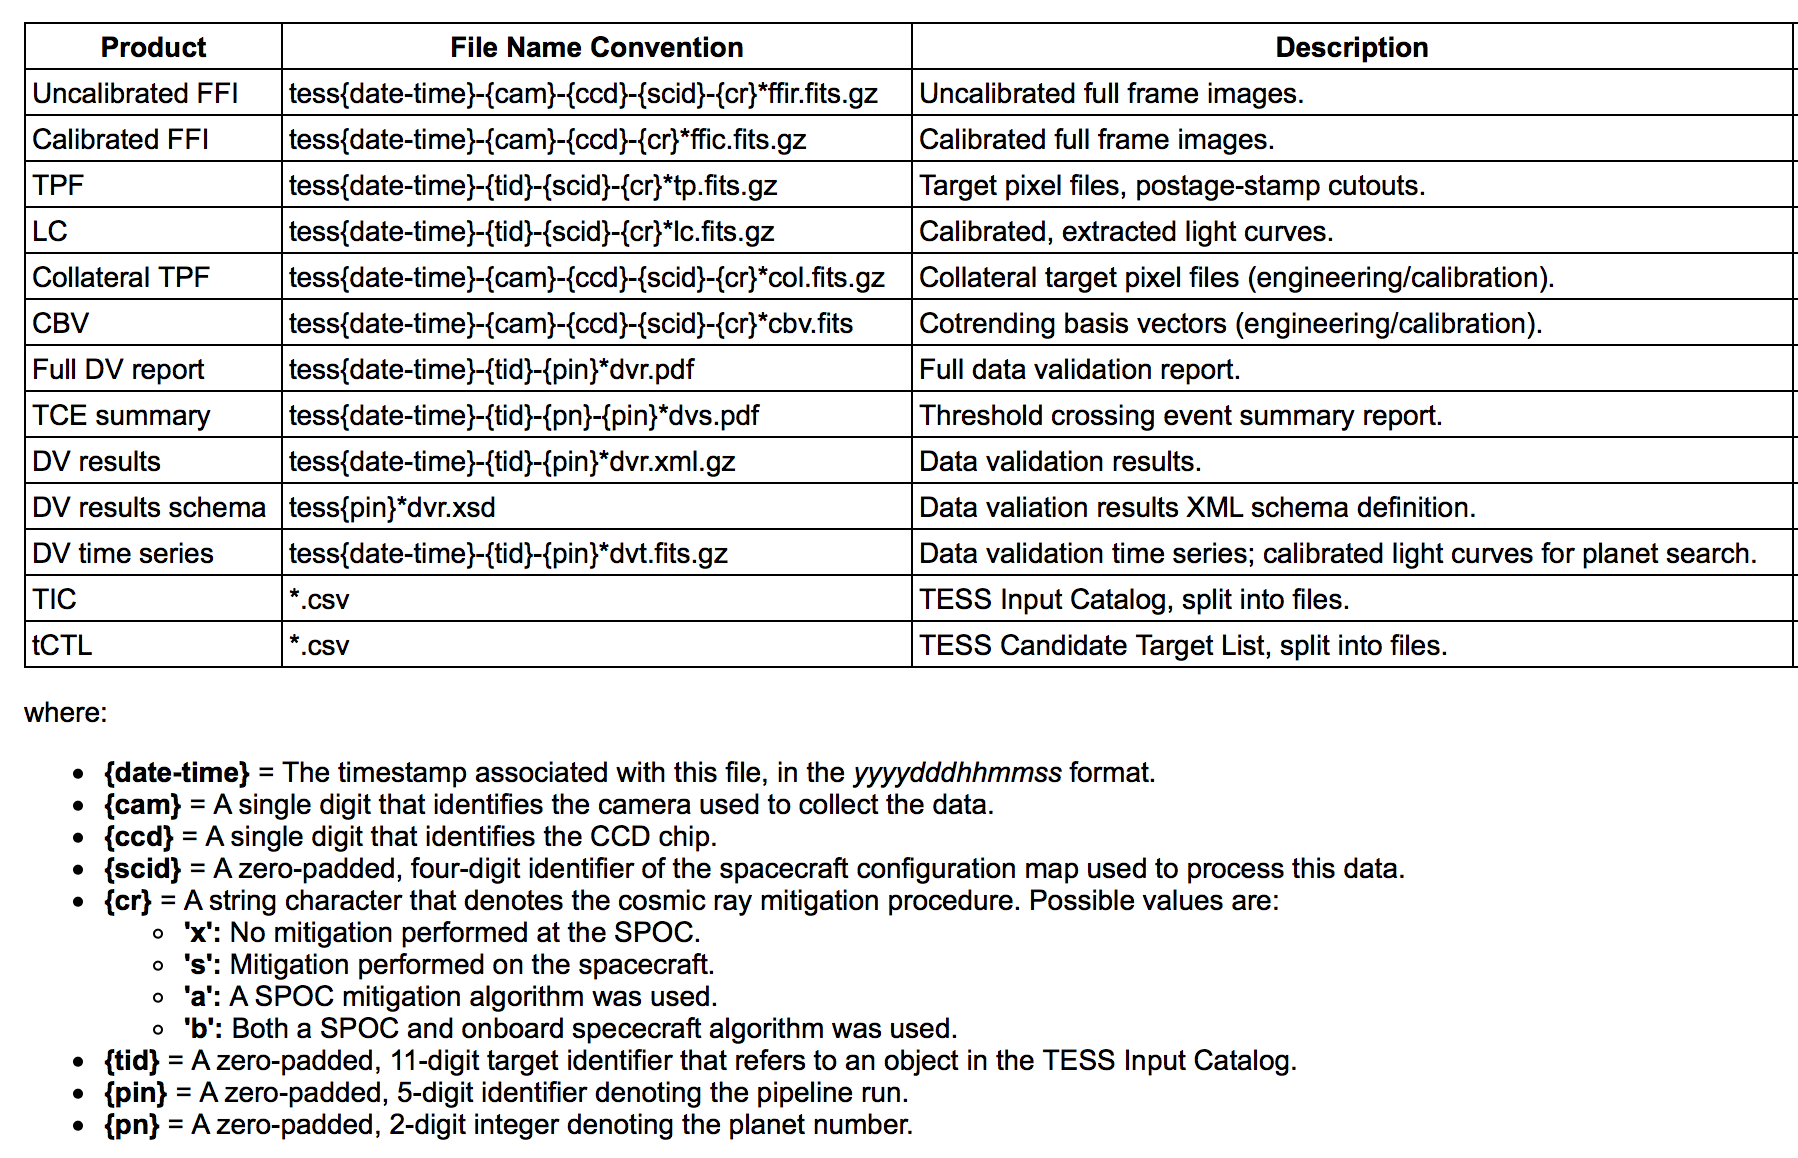 Product File Name Convention Description
Uncalibrated FFI tess{date-time}-{cam}-{ccd}-{scid}-{cr}*ffir.fits.gz Uncalibrated full frame images.
Calibrated FFI tess{date-time}-{cam}-{ccd}-{cr}*ffic.fits.gz Calibrated full frame images.
TPF tess{date-time}-{tid}-{scid}-{cr}*tp.fits.gz Target pixel files, postage-stamp cutouts.
LC tess{date-time}-{tid}-{scid}-{cr}*lc.fits.gz Calibrated, extracted light curves.
Collateral TPF tess{date-time}-{cam}-{ccd}-{scid}-{cr}*col.fits.gz Collateral target pixel files (engineering/calibration).
CBV tess{date-time}-{cam}-{ccd}-{scid}-{cr}*cbv.fits Cotrending basis vectors (engineering/calibration).
Full DV report tess{date-time}-{tid}-{pin}*dvr.pdf Full data validation report.
TCE summary tess{date-time}-{tid}-{pn}-{pin}*dvs.pdf Threshold crossing event summary report.
DV results tess{date-time}-{tid}-{pin}*dvr.xml.gz Data validation results.
DV results schema tess{pin}*dvr.xsd Data valiation results XML schema definition.
DV time series tess{date-time}-{tid}-{pin}*dvt.fits.gz Data validation time series; calibrated light curves for planet search.
TIC *.csv TESS Input Catalog, split into files.
tCTL *.csv TESS Candidate Target List, split into files.
where:
• {date-time} = The timestamp associated with this file, in the yyyydddhhmmss format.
• {cam} = A single digit that identifies the camera used to collect the data.
• {ccd} = A single digit that identifies the CCD chip.
• {scid} = A zero-padded, four-digit identifier of the spacecraft configuration map used to process this data.
• {cr} = A string character that denotes the cosmic ray mitigation procedure. Possible values are:
◦ 'x': No mitigation performed at the SPOC.
◦ 's': Mitigation performed on the spacecraft.
◦ 'a': A SPOC mitigation algorithm was used.
◦ 'b': Both a SPOC and onboard spececraft algorithm was used.
• {tid} = A zero-padded, 11-digit target identifier that refers to an object in the TESS Input Catalog.
• {pin} = A zero-padded, 5-digit identifier denoting the pipeline run.
• {pn} = A zero-padded, 2-digit integer denoting the planet number.